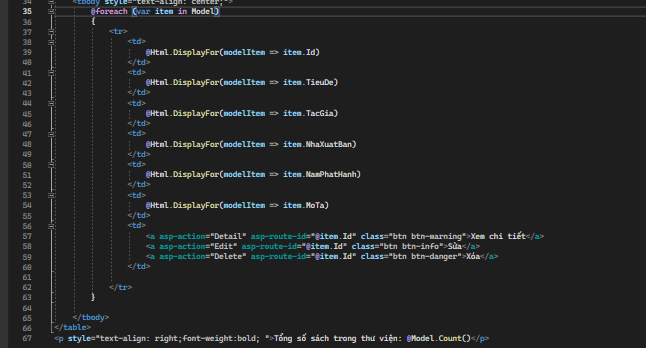 34 <tbody style="text-align: center;">
35 @foreach (var item in Model)
36 {
37 <tr>
38 <td>
39 @Html.DisplayFor(modelItem => item.Id)
40 </td>
41 <td>
42 @Html.DisplayFor(modelItem => item.TieuDe)
43 </td>
44 <td>
45 @Html.DisplayFor(modelItem => item.TacGia)
46 </td>
47 <td>
48 @Html.DisplayFor(modelItem => item.NhaXuatBan)
49 </td>
50 <td>
51 @Html.DisplayFor(modelItem => item.NamPhatHanh)
52 </td>
53 <td>
54 @Html.DisplayFor(modelItem => item.MoTa)
55 </td>
56 <td>
57 <a asp-action="Detail" asp-route-id="@item.Id" class="btn btn-warning">Xem chi tiết</a>
58 <a asp-action="Edit" asp-route-id="@item.Id" class="btn btn-info">Sửa</a>
59 <a asp-action="Delete" asp-route-id="@item.Id" class="btn btn-danger">Xóa</a>
60 </td>
61
62 </tr>
63 }
64
65 </tbody>
66 </table>
67 <p style="text-align: right;font-weight:bold; ">Tổng số sách trong thư viện: @Model.Count()</p>